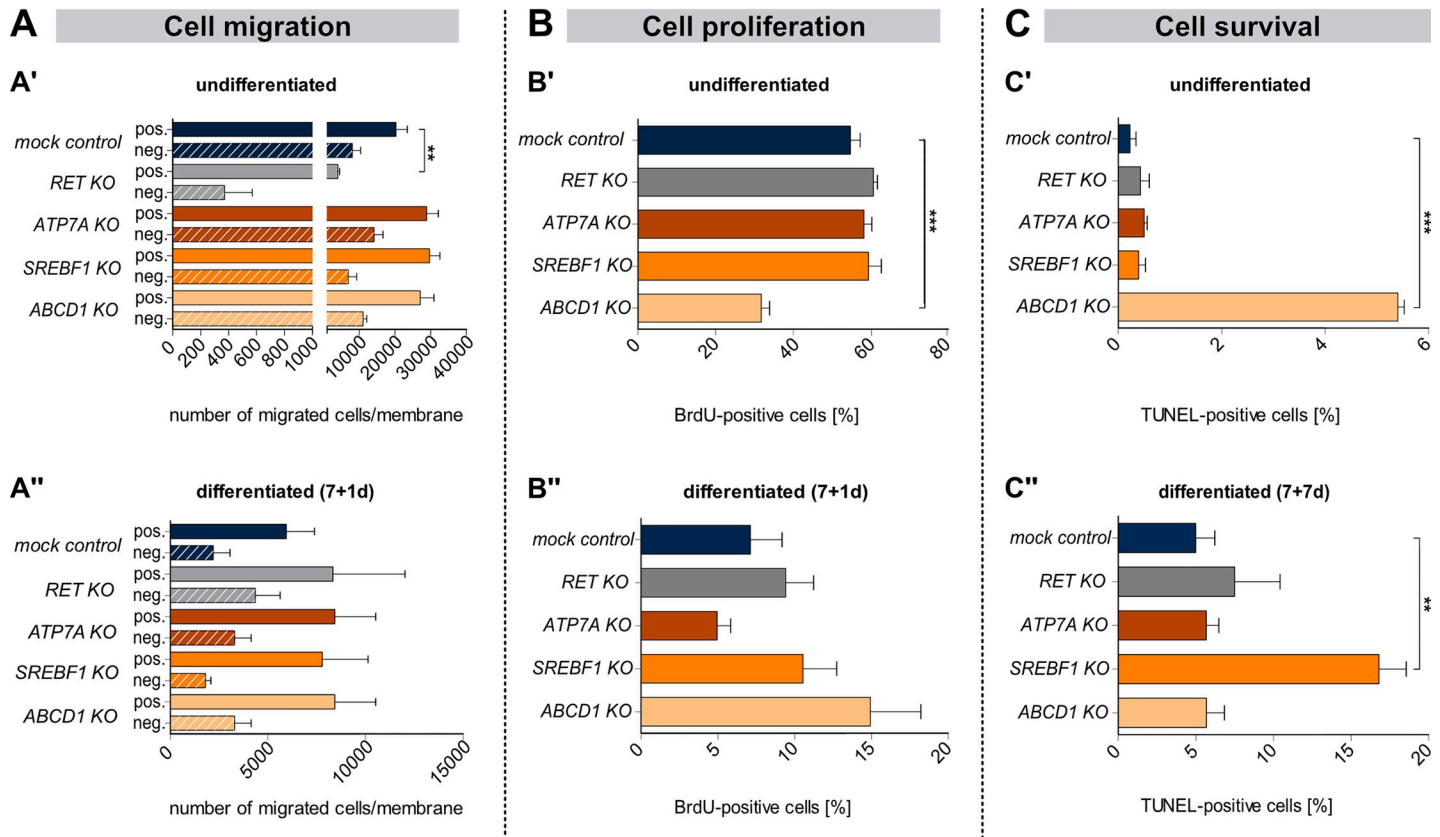 A Cell migration
A' undifferentiated
mock control pos.
neg.
RET KO pos.
neg.
ATP7A KO pos.
neg.
SREBF1 KO pos.
neg.
ABCD1 KO pos.
neg.
**
0 200 400 600 800 1000 10000 20000 30000 40000
number of migrated cells/membrane
A" differentiated (7+1d)
mock control pos.
neg.
RET KO pos.
neg.
ATP7A KO pos.
neg.
SREBF1 KO pos.
neg.
ABCD1 KO pos.
neg.
0 5000 10000 15000
number of migrated cells/membrane
B Cell proliferation
B' undifferentiated
mock control
RET KO
ATP7A KO
SREBF1 KO
ABCD1 KO
***
0 20 40 60 80
BrdU-positive cells [%]
B" differentiated (7+1d)
mock control
RET KO
ATP7A KO
SREBF1 KO
ABCD1 KO
0 5 10 15 20
BrdU-positive cells [%]
C Cell survival
C' undifferentiated
mock control
RET KO
ATP7A KO
SREBF1 KO
ABCD1 KO
***
0 2 4 6
TUNEL-positive cells [%]
C" differentiated (7+7d)
mock control
RET KO
ATP7A KO
SREBF1 KO
ABCD1 KO
**
0 5 10 15 20
TUNEL-positive cells [%]